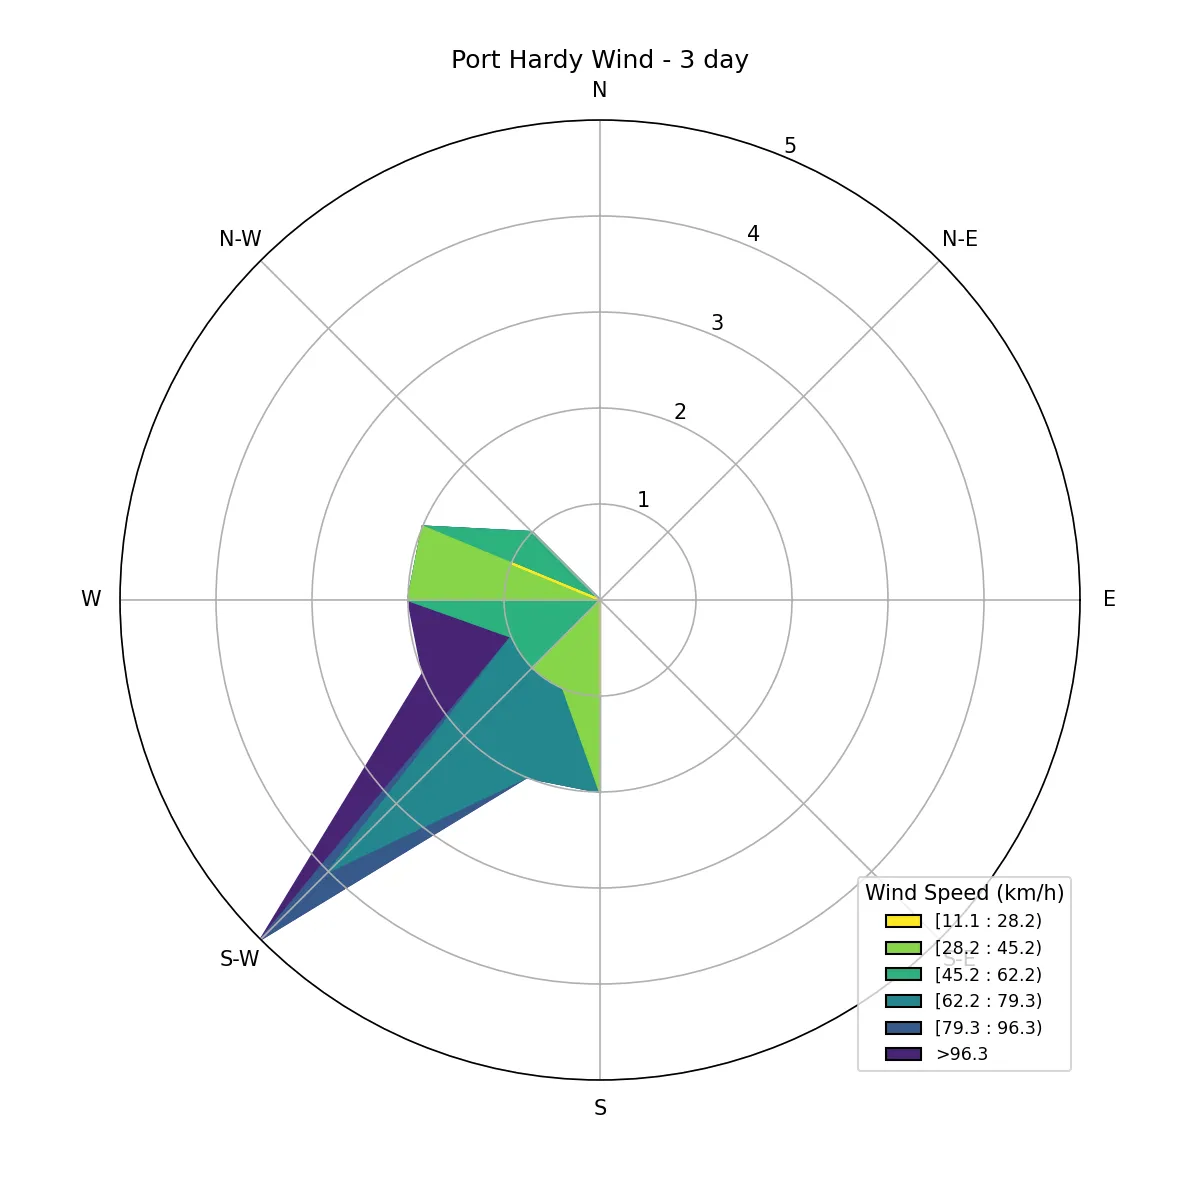 Port Hardy Wind - 3 day
N
5
N-W
N-E
4
3
2
1
W
E
S-W
S-E
Wind Speed (km/h)
[11.1 : 28.2)
[28.2 : 45.2)
[45.2 : 62.2)
[62.2 : 79.3)
[79.3 : 96.3)
>96.3
S